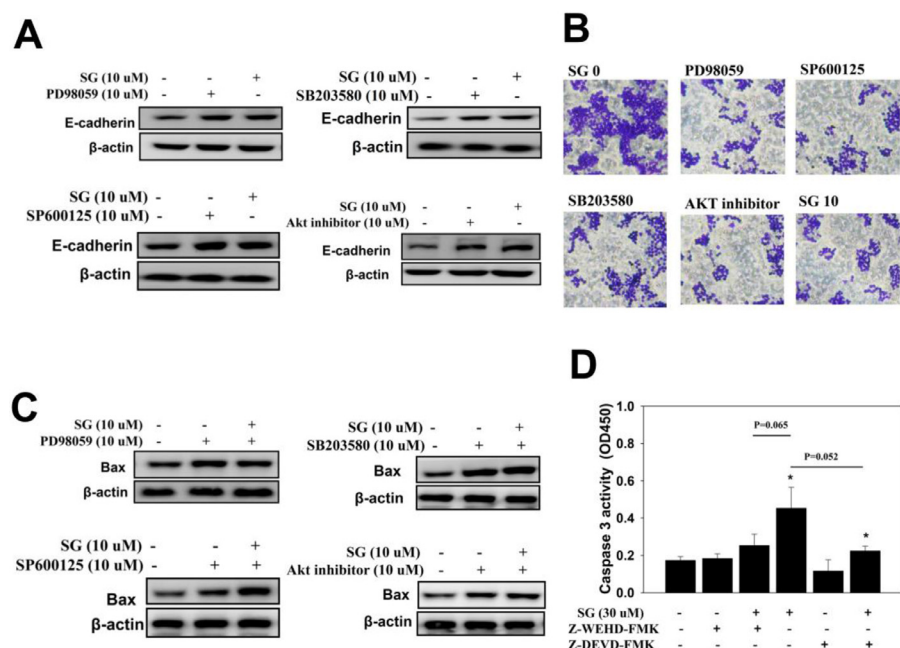 A
SG (10 uM) - - +
PD98059 (10 uM) - + -
E-cadherin
β-actin
SG (10 uM) - - +
SB203580 (10 uM) - + -
E-cadherin
β-actin
SG (10 uM) - - +
SP600125 (10 uM) - + -
E-cadherin
β-actin
SG (10 uM) - - +
Akt inhibitor (10 uM) - + -
E-cadherin
β-actin
B
SG 0 PD98059 SP600125
SB203580 AKT inhibitor SG 10
C
SG (10 uM) - - +
PD98059 (10 uM) - + +
Bax
β-actin
SG (10 uM) - - +
SB203580 (10 uM) - + +
Bax
β-actin
SG (10 uM) - - +
SP600125 (10 uM) - + +
Bax
β-actin
SG (10 uM) - - +
Akt inhibitor (10 uM) - + +
Bax
β-actin
D
Caspase 3 activity (OD450)
1.0
0.8
0.6
0.4
0.2
0.0
P=0.065
P=0.052
*
*
SG (30 uM) - - + + - +
Z-WEHD-FMK - + + - - -
Z-DEVD-FMK - - - - + +